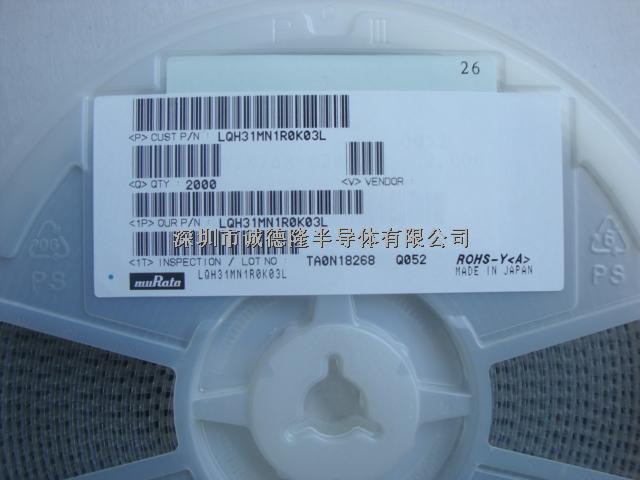 26
<P> CUST P/N : LQH31MN1R0K03L
<Q> QTY : 2000 <V> VENDOR :
<1P> OUR P/N : LQH31MN1R0K03L
深圳市诚德隆半导体有限公司
<1T> INSPECTION / LOT NO : TA0N18268 Q052 ROHS-Y<A>
muRata LQH31MN1R0K03L MADE IN JAPAN
PS PS